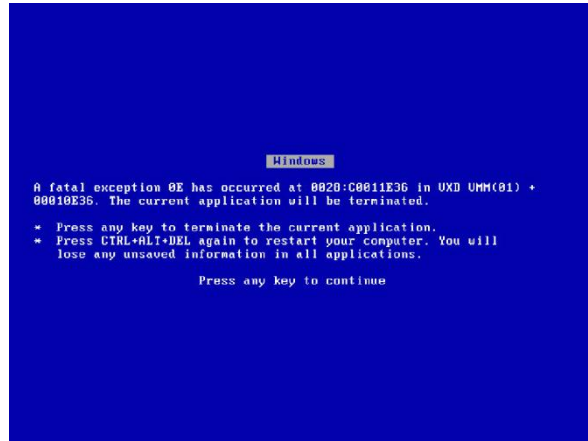 Windows
A fatal exception 0E has occurred at 0028:C0011E36 in VXD VMM(01) +
00010E36. The current application will be terminated.
* Press any key to terminate the current application.
* Press CTRL+ALT+DEL again to restart your computer. You will
lose any unsaved information in all applications.
Press any key to continue